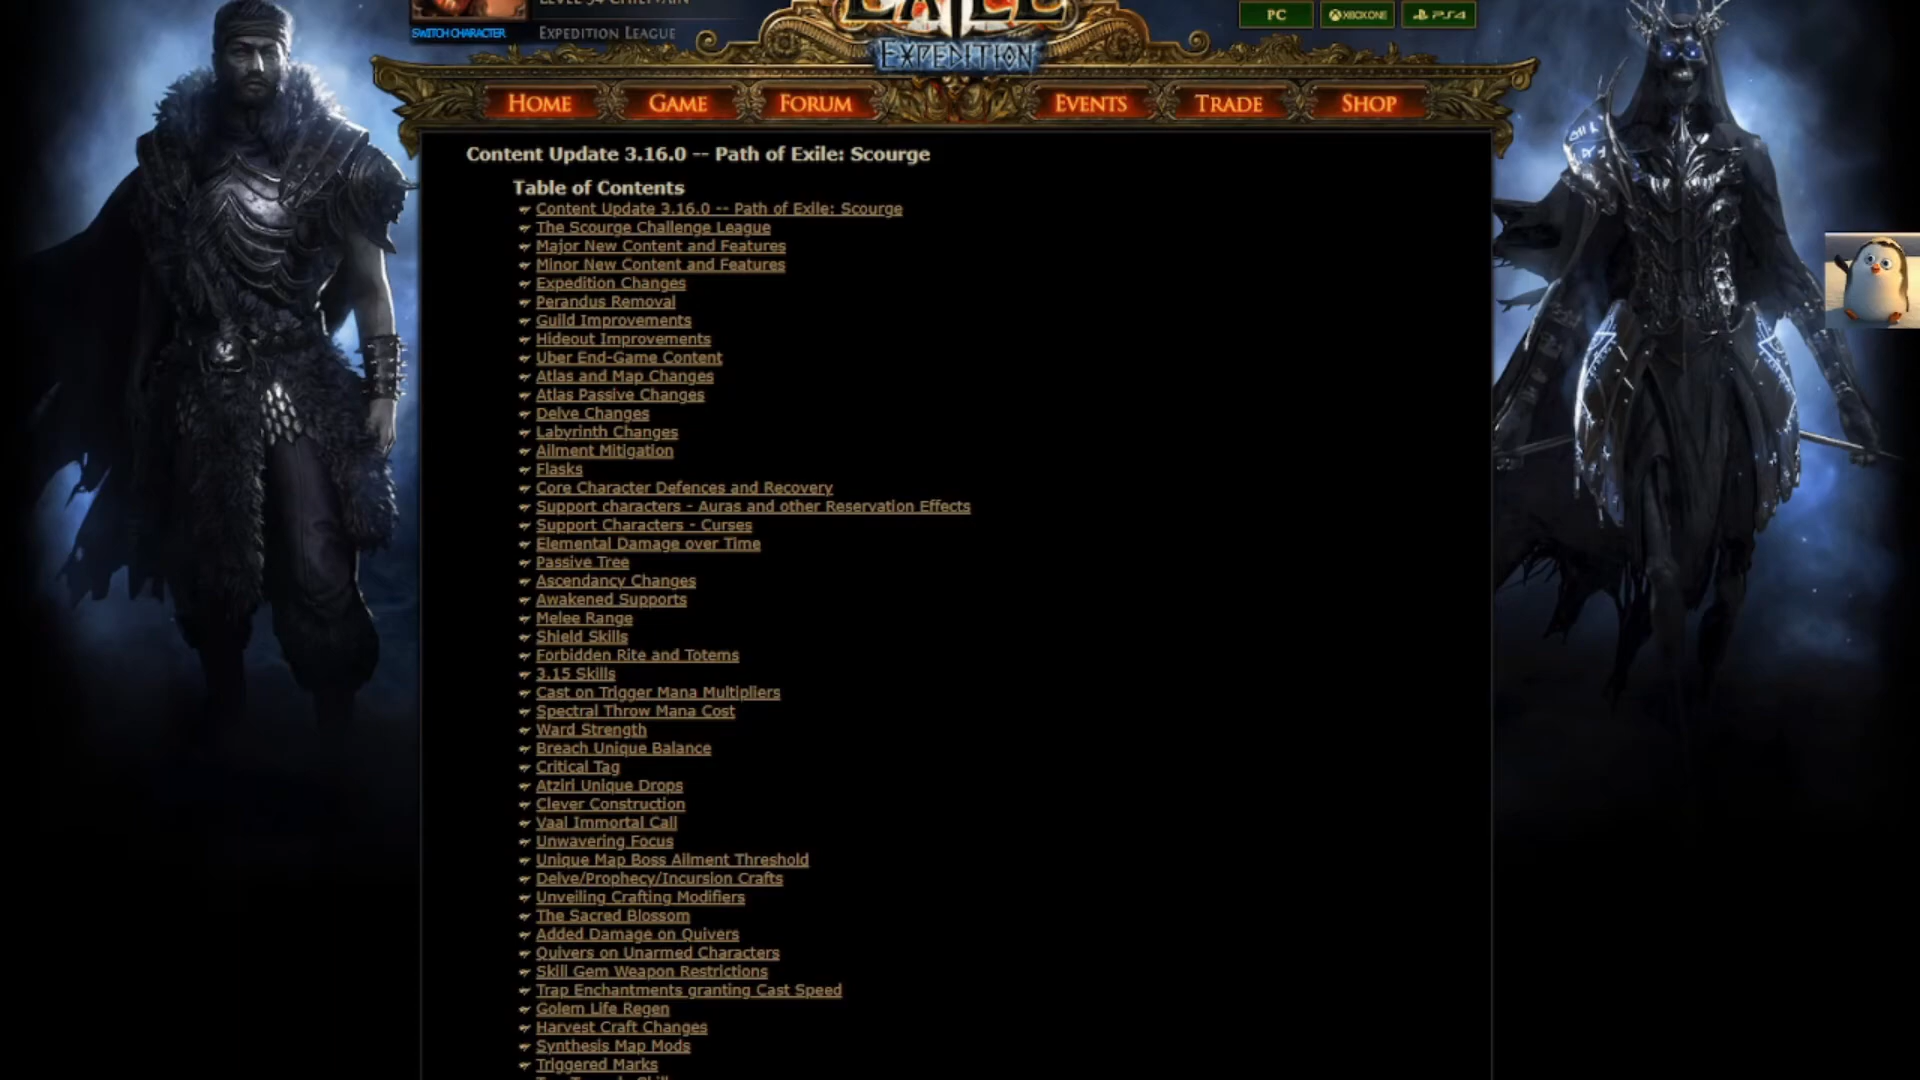 SWITCH CHARACTER
EXPEDITION LEAGUE
EXPEDITION
PC
XBOX ONE
PS4
HOME
GAME
FORUM
EVENTS
TRADE
SHOP
Content Update 3.16.0 -- Path of Exile: Scourge
Table of Contents
Content Update 3.16.0 -- Path of Exile: Scourge
The Scourge Challenge League
Major New Content and Features
Minor New Content and Features
Expedition Changes
Perandus Removal
Guild Improvements
Hideout Improvements
Uber End-Game Content
Atlas and Map Changes
Atlas Passive Changes
Delve Changes
Labyrinth Changes
Ailment Mitigation
Flasks
Core Character Defences and Recovery
Support characters - Auras and other Reservation Effects
Support Characters - Curses
Elemental Damage over Time
Passive Tree
Ascendancy Changes
Awakened Supports
Melee Range
Shield Skills
Forbidden Rite and Totems
3.15 Skills
Cast on Trigger Mana Multipliers
Spectral Throw Mana Cost
Ward Strength
Breach Unique Balance
Critical Tag
Atziri Unique Drops
Clever Construction
Vaal Immortal Call
Unwavering Focus
Unique Map Boss Ailment Threshold
Delve/Prophecy/Incursion Crafts
Unveiling Crafting Modifiers
The Sacred Blossom
Added Damage on Quivers
Quivers on Unarmed Characters
Skill Gem Weapon Restrictions
Trap Enchantments granting Cast Speed
Golem Life Regen
Harvest Craft Changes
Synthesis Map Mods
Triggered Marks